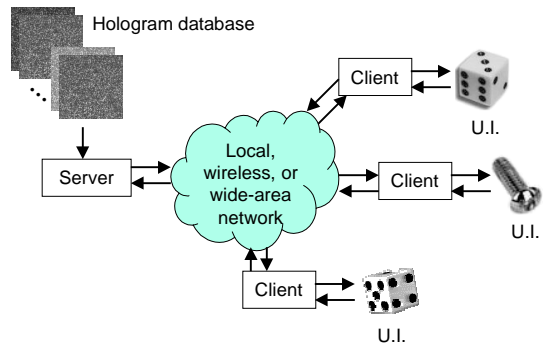 Hologram database
Client
U.I.
Server
Local,
wireless, or
wide-area
network
Client
U.I.
Client
U.I.